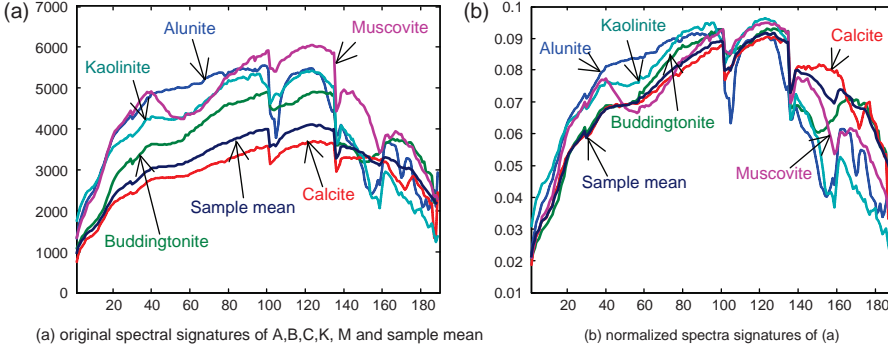 (a)
7000
6000
5000
4000
3000
2000
1000
0
20 40 60 80 100 120 140 160 180
Alunite
Muscovite
Kaolinite
Calcite
Sample mean
Buddingtonite
(a) original spectral signatures of A,B,C,K, M and sample mean
(b)
0.1
0.09
0.08
0.07
0.06
0.05
0.04
0.03
0.02
0.01
20 40 60 80 100 120 140 160 180
Kaolinite
Calcite
Alunite
Buddingtonite
Muscovite
Sample mean
(b) normalized spectra signatures of (a)